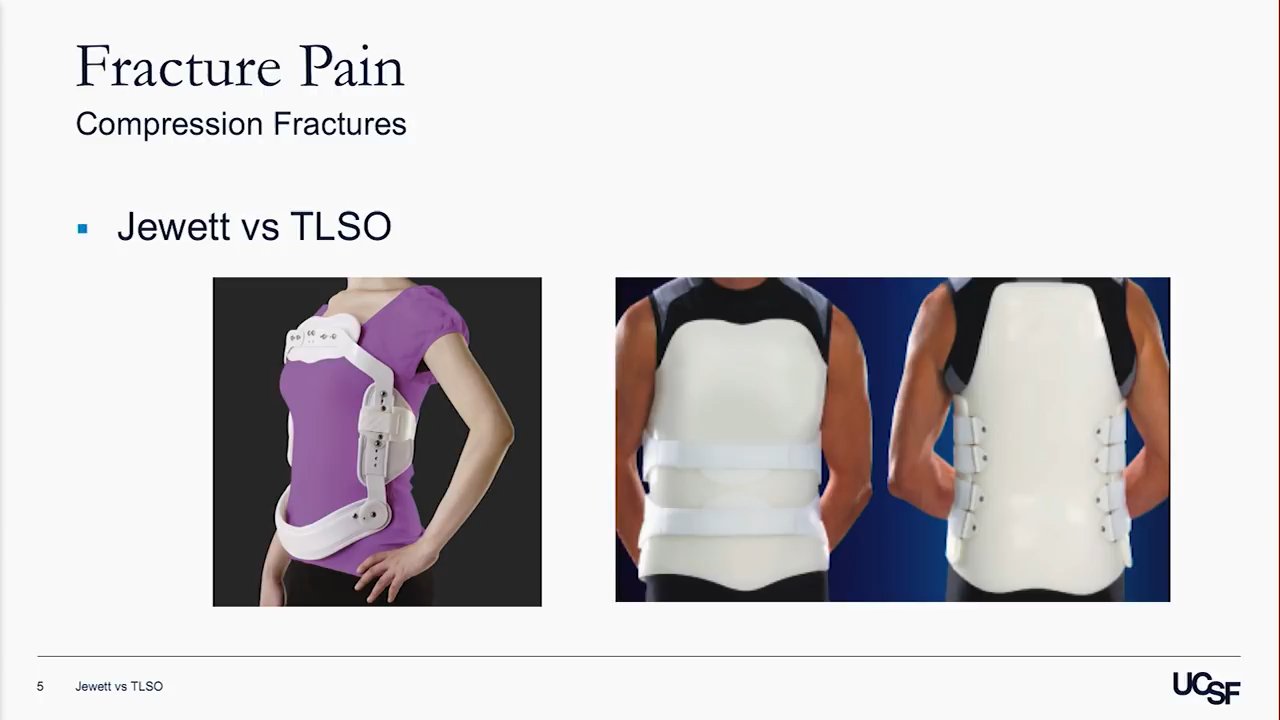 Fracture Pain
Compression Fractures
▪ Jewett vs TLSO
5 Jewett vs TLSO
UCSF